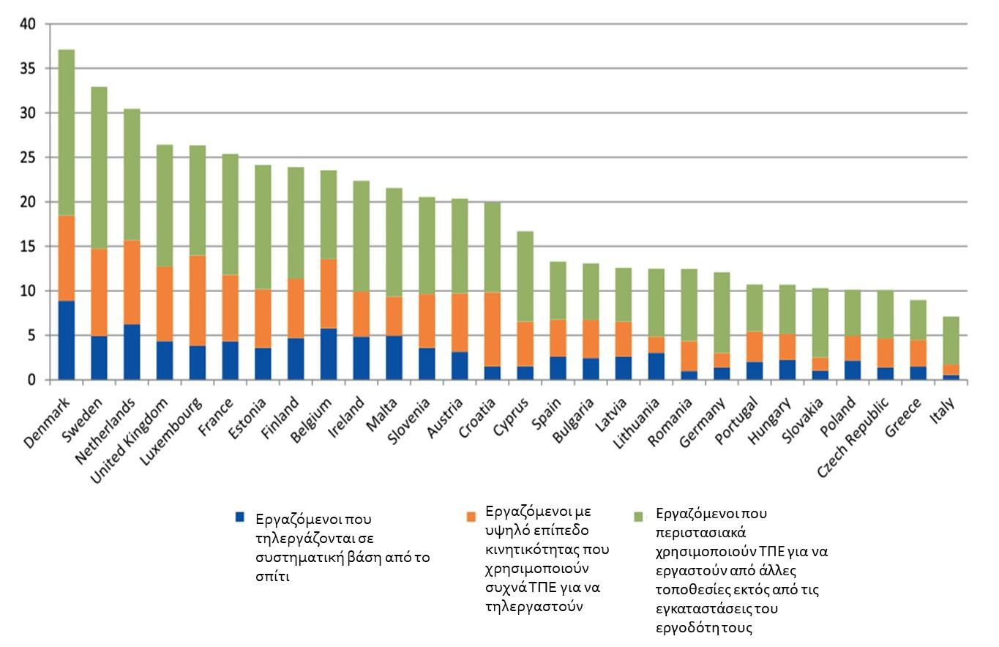 40
35
30
25
20
15
10
5
0
Denmark
Sweden
Netherlands
United Kingdom
Luxembourg
France
Estonia
Finland
Belgium
Ireland
Malta
Slovenia
Austria
Croatia
Cyprus
Spain
Bulgaria
Latvia
Lithuania
Romania
Germany
Portugal
Hungary
Slovakia
Poland
Czech Republic
Greece
Italy
Εργαζόμενοι που
τηλεργάζονται σε
συστηματική βάση από το
σπίτι
Εργαζόμενοι με
υψηλό επίπεδο
κινητικότητας που
χρησιμοποιούν
συχνά ΤΠΕ για να
τηλεργαστούν
Εργαζόμενοι που
περιστασιακά
χρησιμοποιούν ΤΠΕ για να
εργαστούν από άλλες
τοποθεσίες εκτός από τις
εγκαταστάσεις του
εργοδότη τους